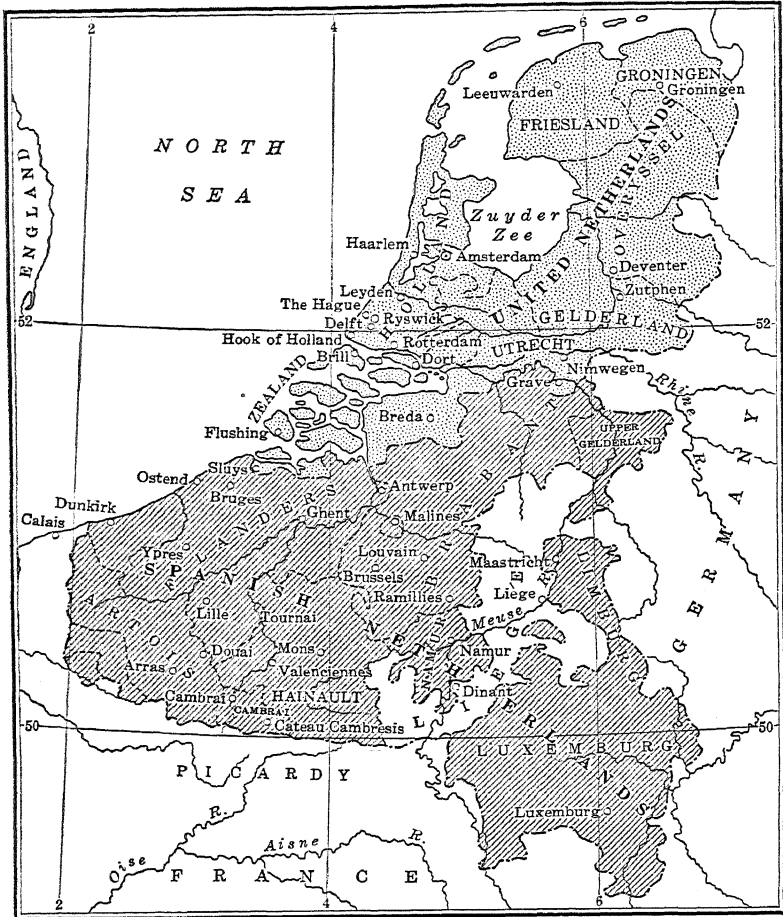 2
4
6
NORTH
SEA
ENGLAND
Leeuwarden
GRONINGEN
Groningen
FRIESLAND
UNITED NETHERLANDS
OVERYSSEL
Zuyder
Zee
HOLLAND
Haarlem
Amsterdam
Deventer
Zutphen
Leyden
The Hague
Ryswick
Delft
GELDERLAND
52
52
Hook of Holland
Rotterdam
UTRECHT
Brill
Dort
Nimwegen
Grave
Rhine R.
ZEALAND
Breda
Flushing
UPPER
GELDERLAND
GERMANY
Sluys
Ostend
Bruges
Antwerp
BRABANT
Dunkirk
Ghent
Malines
Calais
FLANDERS
Ypres
Louvain
Maastricht
SPANISH NETHERLANDS
Brussels
LIMBURG
Lille
Tournai
Ramillies
Liége
LIEGE
Meuse R.
ARTOIS
Douai
Mons
Namur
NAMUR
Arras
Valenciennes
Dinant
Cambrai
HAINAULT
CAMBRAI
Cateau Cambresis
50
50
LUXEMBURG
PICARDY
Luxemburg
Oise R.
Aisne R.
FRANCE
2
4
6